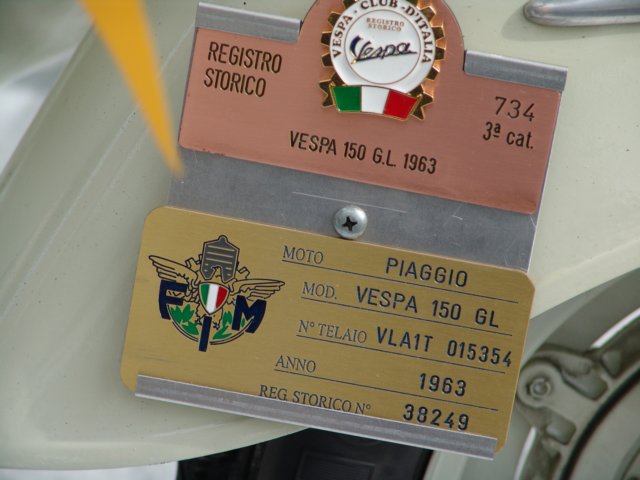 VESPA - CLUB - D'ITALIA
REGISTRO
STORICO
Vespa
REGISTRO
STORICO
734
3ª cat.
VESPA 150 G.L. 1963
FIM
MOTO PIAGGIO
MOD. VESPA 150 GL
N° TELAIO VLA1T 015354
ANNO 1963
REG STORICO N° 38249